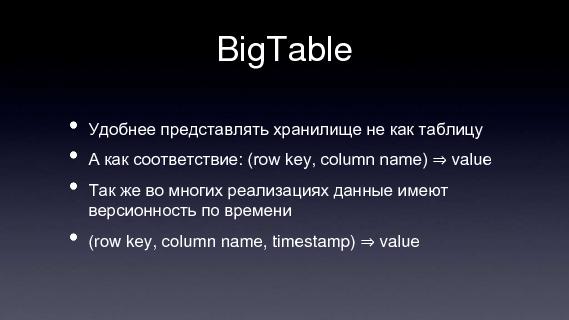 BigTable
• Удобнее представлять хранилище не как таблицу
• А как соответствие: (row key, column name) ⇒ value
• Так же во многих реализациях данные имеют
версионность по времени
• (row key, column name, timestamp) ⇒ value